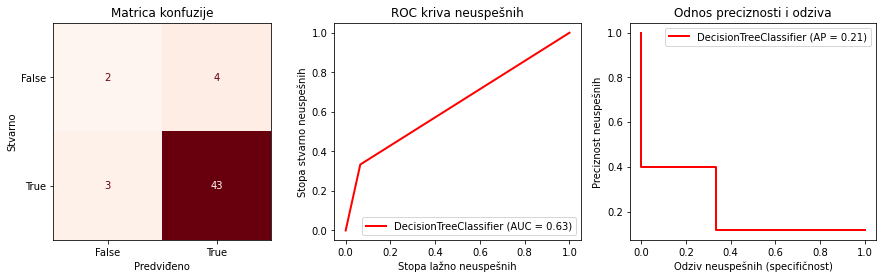 Matrica konfuzije
False
True
Stvarno
2
4
3
43
False
True
Predviđeno
ROC kriva neuspešnih
1.0
0.8
0.6
0.4
0.2
0.0
Stopa stvarno neuspešnih
DecisionTreeClassifier (AUC = 0.63)
0.0
0.2
0.4
0.6
0.8
1.0
Stopa lažno neuspešnih
Odnos preciznosti i odziva
DecisionTreeClassifier (AP = 0.21)
1.0
0.8
0.6
0.4
0.2
Preciznost neuspešnih
0.0
0.2
0.4
0.6
0.8
1.0
Odziv neuspešnih (specifičnost)